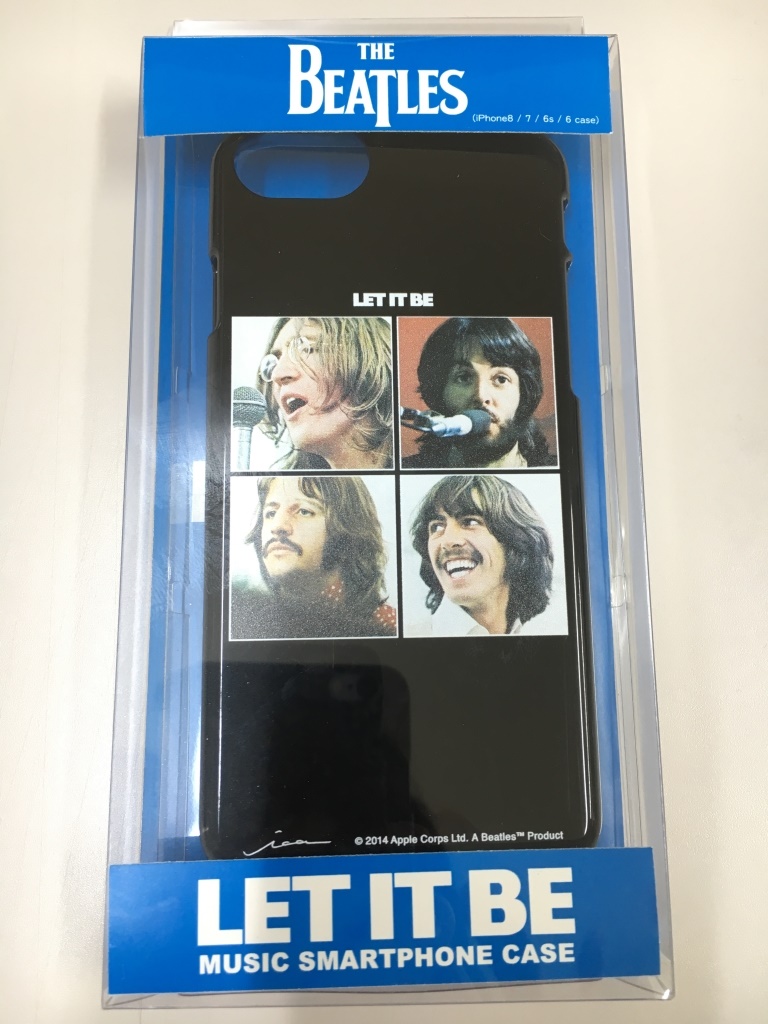 THE
BEATLES
(iPhone8 / 7 / 6s / 6 case)
LET IT BE
© 2014 Apple Corps Ltd. A Beatles™ Product
LET IT BE
MUSIC SMARTPHONE CASE